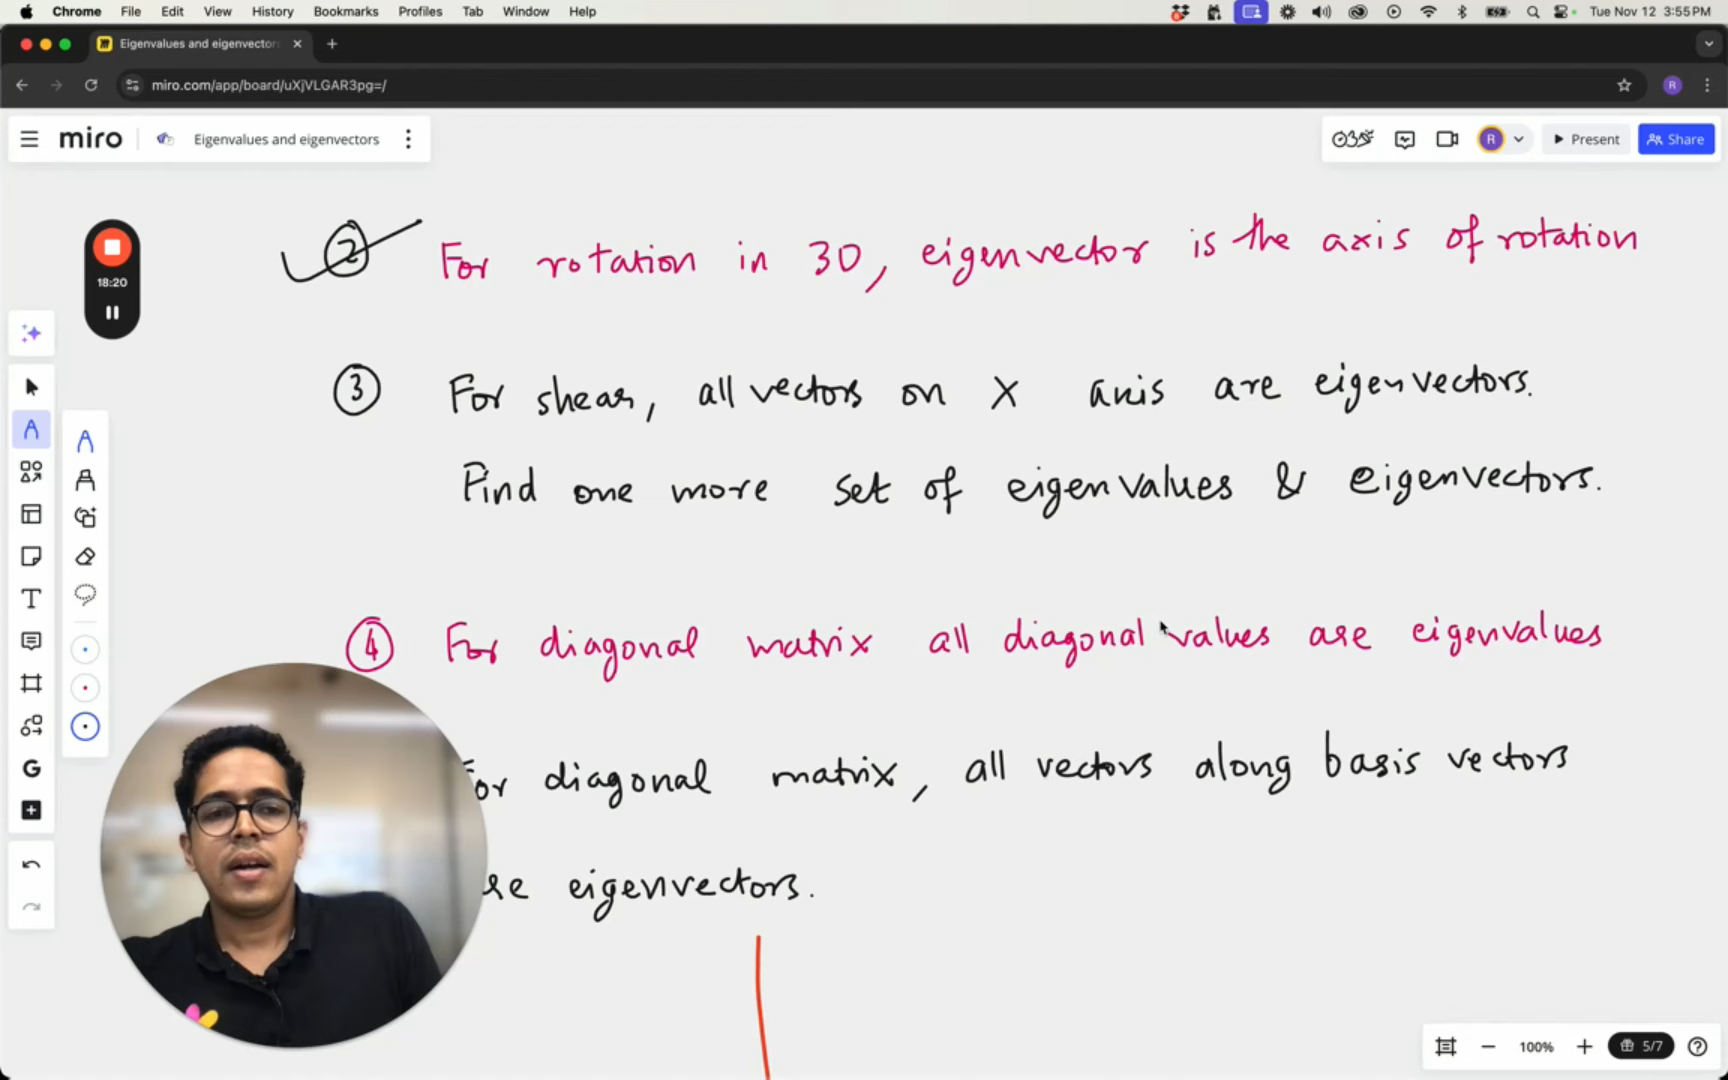 Chrome File Edit View History Bookmarks Profiles Tab Window Help Tue Nov 12 3:55 PM
Eigenvalues and eigenvector
miro.com/app/board/uXjVLGAR3pg=/
miro Eigenvalues and eigenvectors R Present Share
18:20
② For rotation in 3D, eigenvector is the axis of rotation
③ For shear, all vectors on X axis are eigenvectors.
Find one more set of eigenvalues & eigenvectors.
④ For diagonal matrix all diagonal values are eigenvalues
or diagonal matrix, all vectors along basis vectors
re eigenvectors.
100% 5/7